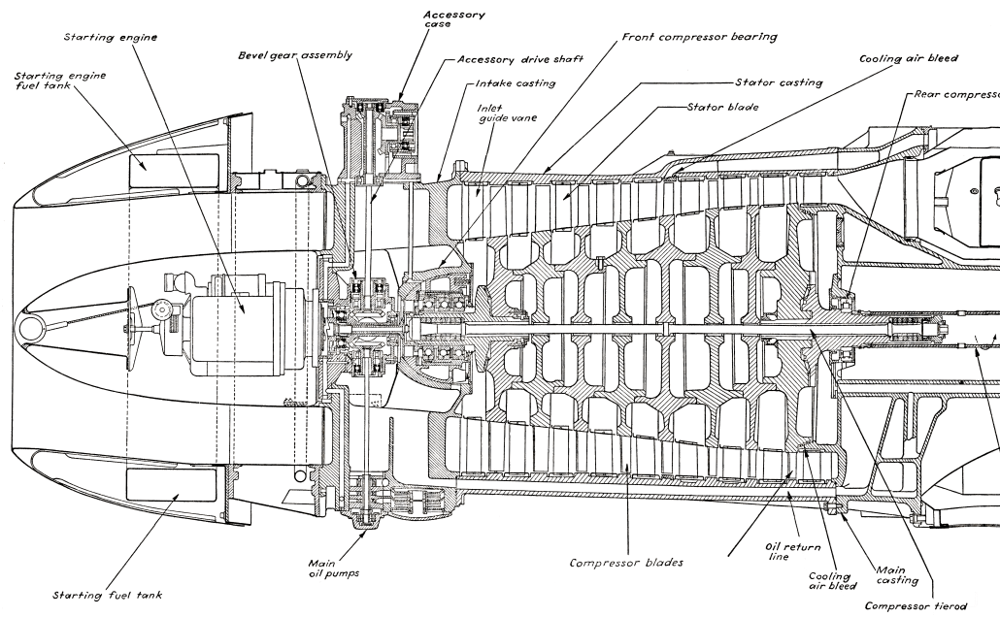 Accessory
case
Starting engine
Front compressor bearing
Bevel gear assembly
Accessory drive shaft
Cooling air bleed
Starting engine
fuel tank
Intake casting
Stator casting
Rear compressor
Inlet
guide vane
Stator blade
Main
oil pumps
Compressor blades
Oil return
line
Cooling
air bleed
Main
casting
Starting fuel tank
Compressor tierod